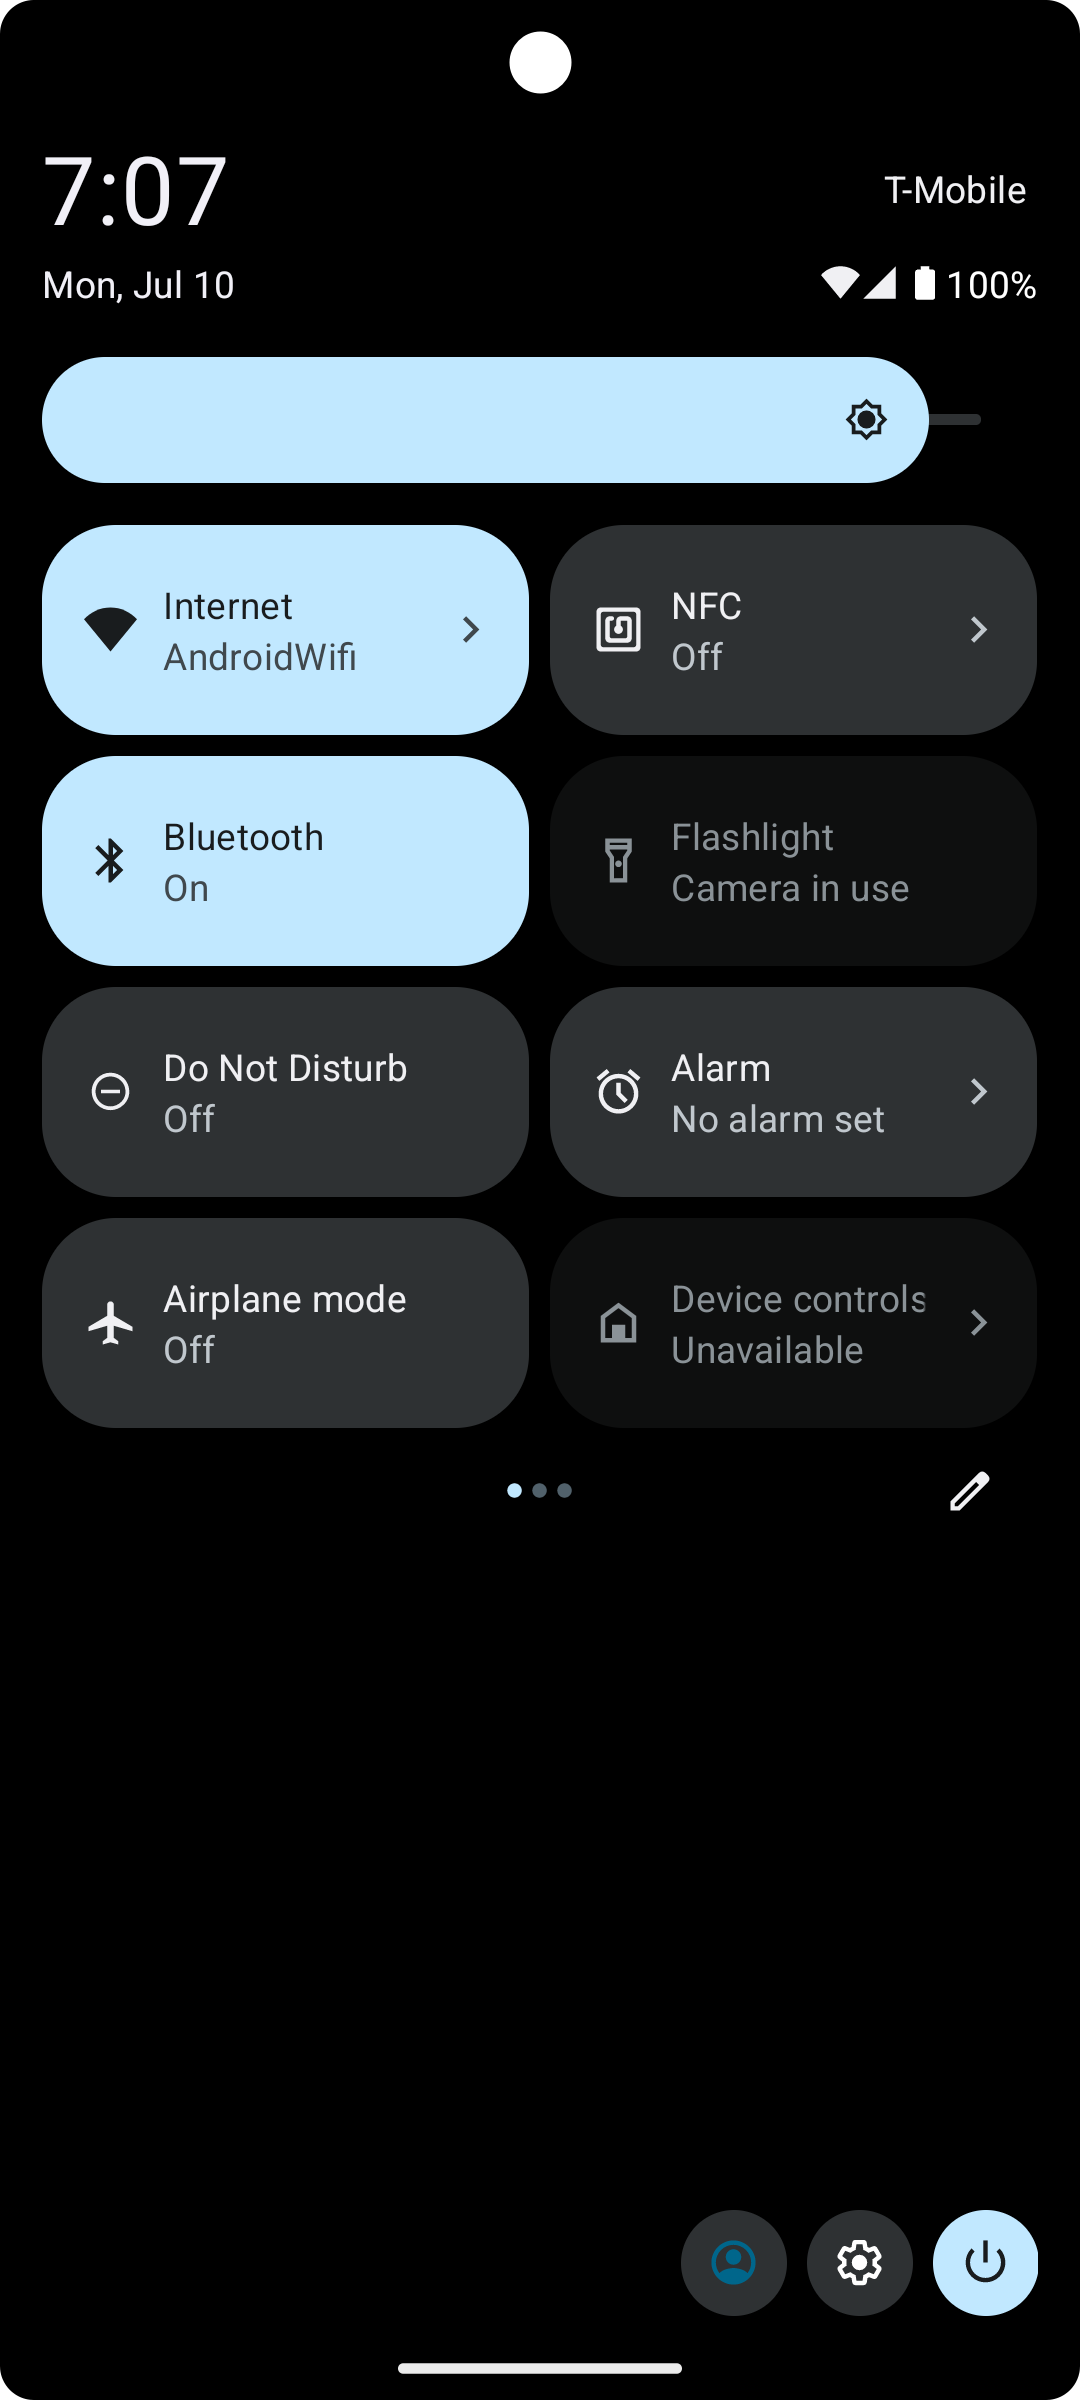 7:07
T-Mobile
Mon, Jul 10
100%
Internet
AndroidWifi
NFC
Off
Bluetooth
On
Flashlight
Camera in use
Do Not Disturb
Off
Alarm
No alarm set
Airplane mode
Off
Device controls
Unavailable